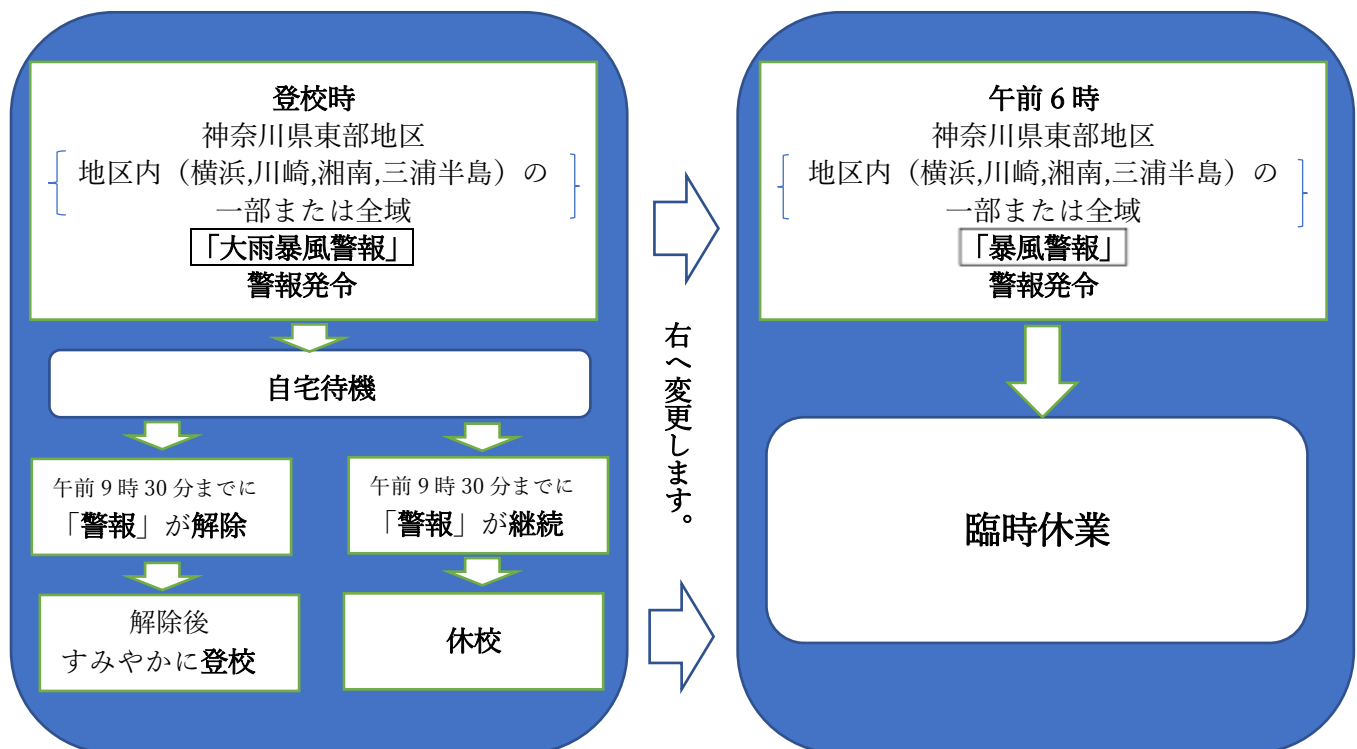 登校時
神奈川県東部地区
地区内（横浜,川崎,湘南,三浦半島）の
一部または全域
「大雨暴風警報」
警報発令
自宅待機
午前9時30分までに
「警報」が解除
午前9時30分までに
「警報」が継続
解除後
すみやかに登校
休校
右へ変更します。
午前6時
神奈川県東部地区
地区内（横浜,川崎,湘南,三浦半島）の
一部または全域
「暴風警報」
警報発令
臨時休業